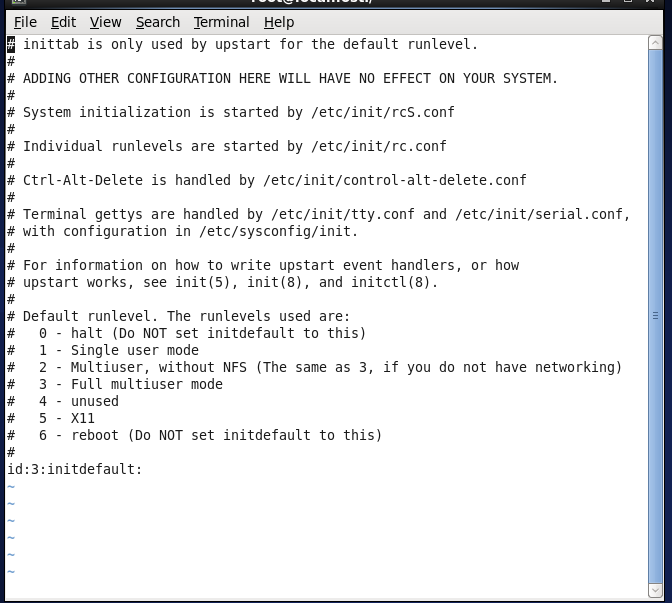 root@localhost:/
File Edit View Search Terminal Help
# inittab is only used by upstart for the default runlevel.
#
# ADDING OTHER CONFIGURATION HERE WILL HAVE NO EFFECT ON YOUR SYSTEM.
#
# System initialization is started by /etc/init/rcS.conf
#
# Individual runlevels are started by /etc/init/rc.conf
#
# Ctrl-Alt-Delete is handled by /etc/init/control-alt-delete.conf
#
# Terminal gettys are handled by /etc/init/tty.conf and /etc/init/serial.conf,
# with configuration in /etc/sysconfig/init.
#
# For information on how to write upstart event handlers, or how
# upstart works, see init(5), init(8), and initctl(8).
#
# Default runlevel. The runlevels used are:
#   0 - halt (Do NOT set initdefault to this)
#   1 - Single user mode
#   2 - Multiuser, without NFS (The same as 3, if you do not have networking)
#   3 - Full multiuser mode
#   4 - unused
#   5 - X11
#   6 - reboot (Do NOT set initdefault to this)
#
id:3:initdefault:
~
~
~
~
~
~